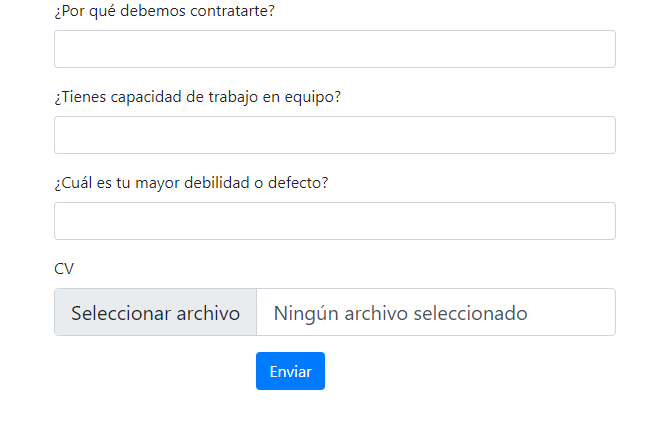 ¿Por qué debemos contratarte?
¿Tienes capacidad de trabajo en equipo?
¿Cuál es tu mayor debilidad o defecto?
CV
Seleccionar archivo Ningún archivo seleccionado
Enviar